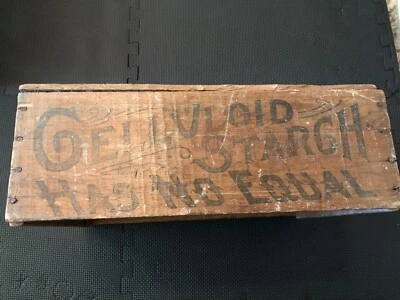 CELLULOID
STARCH
HAS NO EQUAL